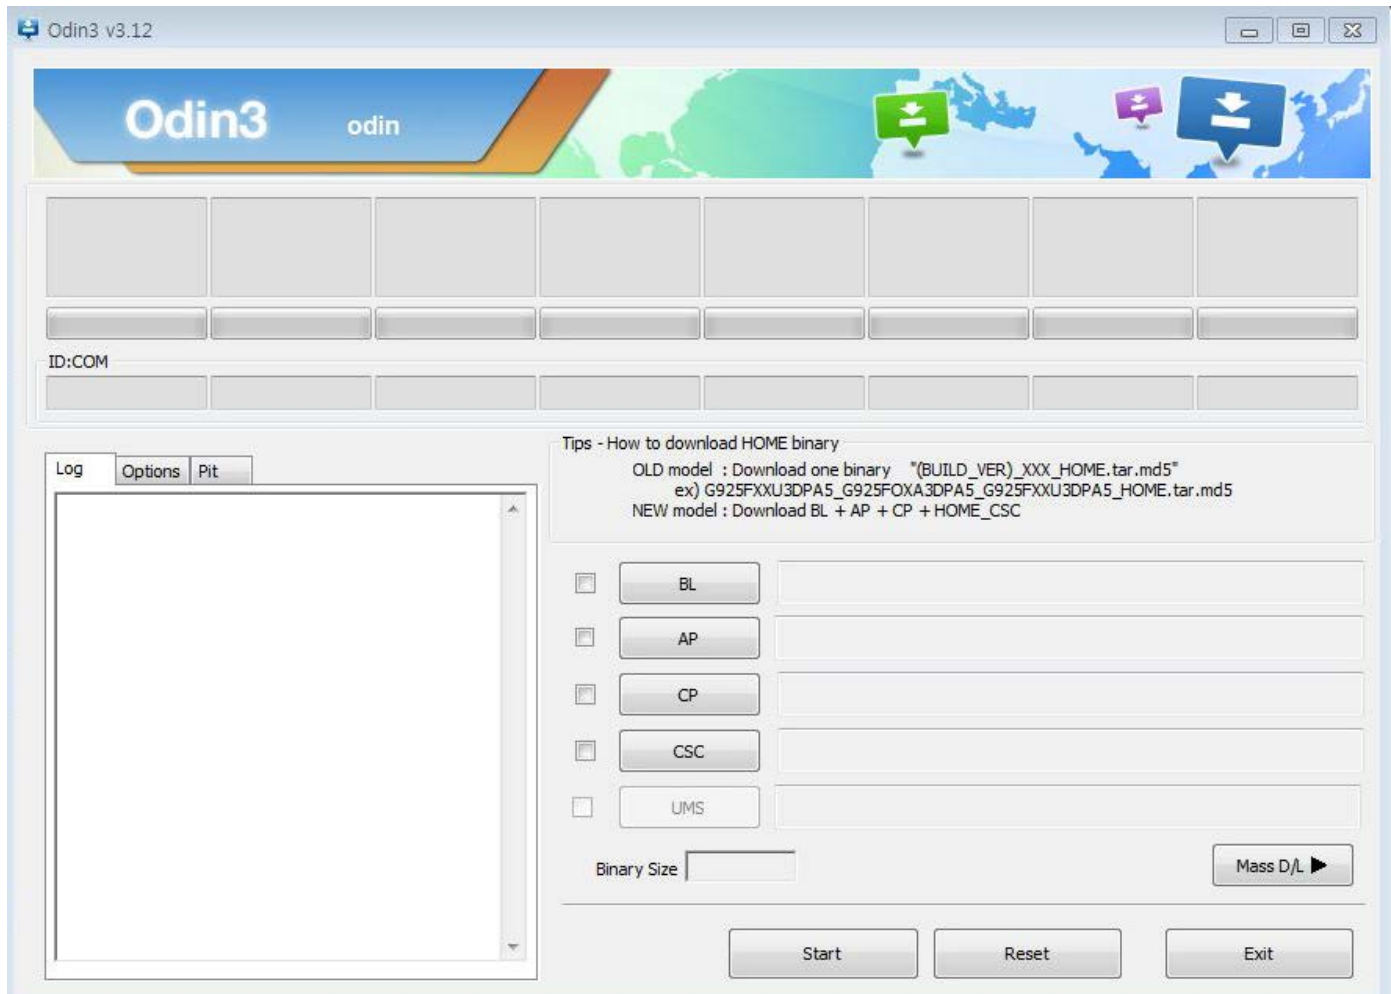 Odin3 v3.12
Odin3 odin
ID:COM
Log Options Pit
Tips - How to download HOME binary
OLD model : Download one binary "(BUILD_VER)_XXX_HOME.tar.md5"
ex) G925FXXU3DPA5_G925FOXA3DPA5_G925FXXU3DPA5_HOME.tar.md5
NEW model : Download BL + AP + CP + HOME_CSC
BL
AP
CP
CSC
UMS
Binary Size
Mass D/L
Start Reset Exit